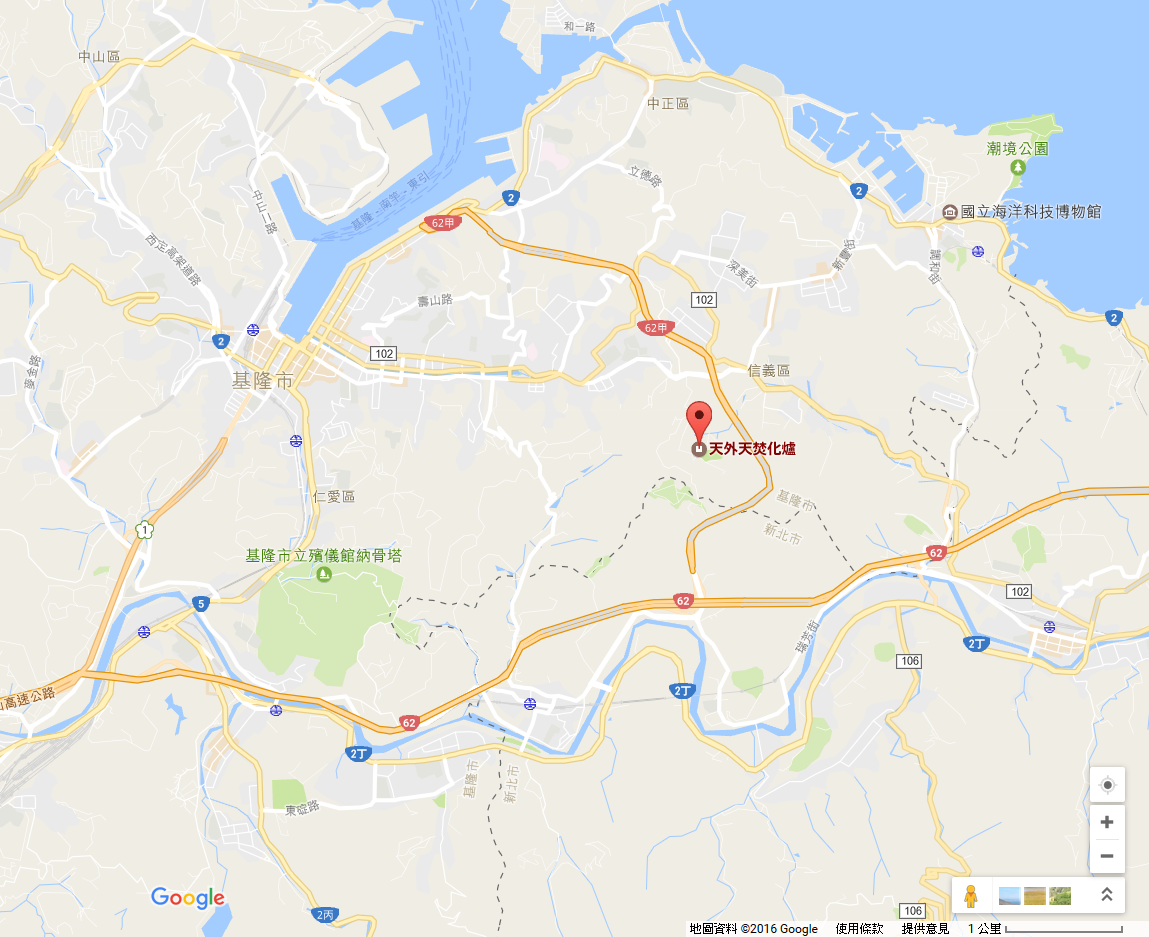 和一路
中山區
中正區
潮境公園
立德路
基隆 - 南竿 - 東引
2
2
中山二路
62甲
國立海洋科技博物館
西定高架道路
新豐街
調和街
深美街
壽山路
102
2
62甲
2
102
麥金路
基隆市
信義區
天外天焚化爐
仁愛區
基隆市
新北市
1
基隆市立殯儀館納骨塔
62
102
5
62
瑞芳街
2丁
106
2丁
山高速公路
62
2丁
基隆市
新北市
東碇路
Google
2丙
106
地圖資料 ©2016 Google
使用條款
提供意見
1 公里